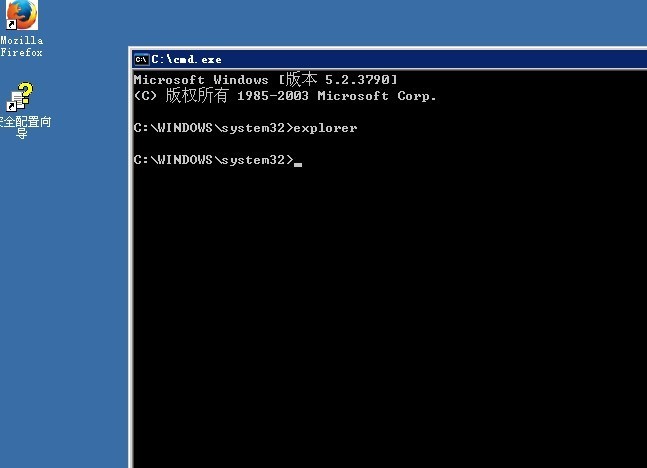 Mozilla
Firefox
全配置向
导
C:\cmd.exe
Microsoft Windows [版本 5.2.3790]
(C) 版权所有 1985-2003 Microsoft Corp.
C:\WINDOWS\system32>explorer
C:\WINDOWS\system32>_